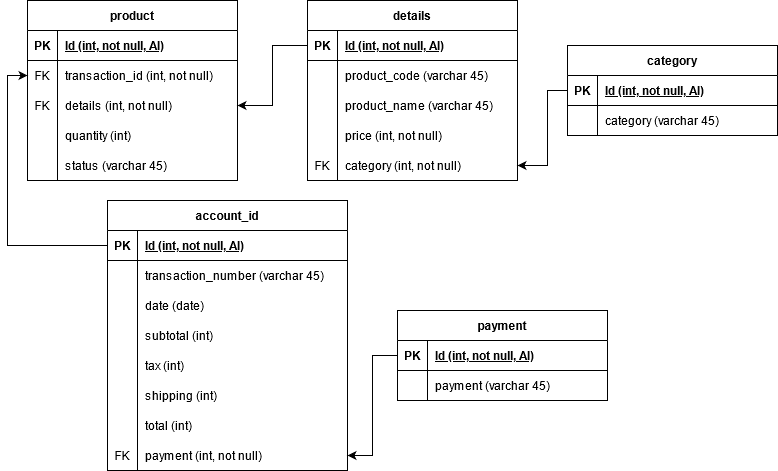 product
PK Id (int, not null, AI)
FK transaction_id (int, not null)
FK details (int, not null)
quantity (int)
status (varchar 45)
details
PK Id (int, not null, AI)
product_code (varchar 45)
product_name (varchar 45)
price (int, not null)
FK category (int, not null)
category
PK Id (int, not null, AI)
category (varchar 45)
account_id
PK Id (int, not null, AI)
transaction_number (varchar 45)
date (date)
subtotal (int)
tax (int)
shipping (int)
total (int)
FK payment (int, not null)
payment
PK Id (int, not null, AI)
payment (varchar 45)